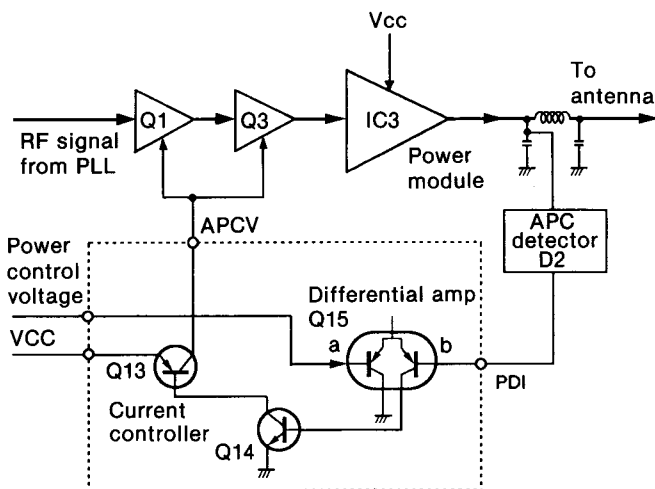 Vcc
To
antenna
Q1
Q3
IC3
RF signal
from PLL
Power
module
APCV
APC
detector
D2
Power
control
voltage
Differential amp
Q15
a
b
VCC
Q13
PDI
Current
controller
Q14